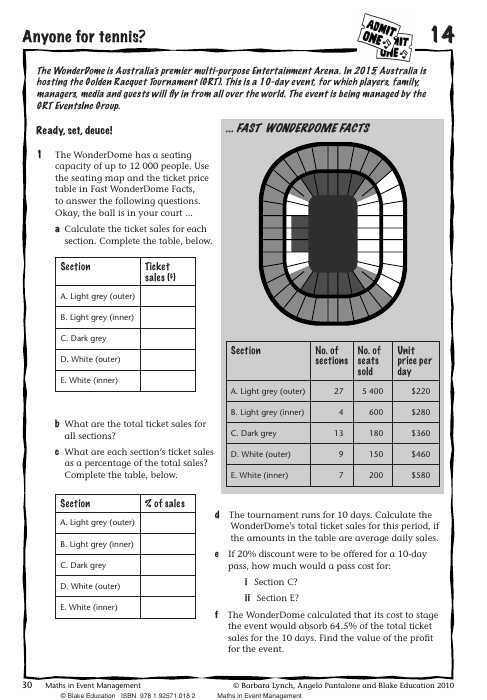 Anyone for tennis?
ADMIT
ONE
MIT
ONE
14
The WonderDome is Australia's premier multi-purpose Entertainment Arena. In 2015 Australia is
hosting the Golden Racquet Tournament (GRT). This is a 10-day event, for which players, family,
managers, media and guests will fly in from all over the world. The event is being managed by the
GRT EventsInc Group.
Ready, set, deuce!
1 The WonderDome has a seating
capacity of up to 12 000 people. Use
the seating map and the ticket price
table in Fast WonderDome Facts,
to answer the following questions.
Okay, the ball is in your court ...
a Calculate the ticket sales for each
section. Complete the table, below.
Section Ticket sales ($)
A. Light grey (outer)
B. Light grey (inner)
C. Dark grey
D. White (outer)
E. White (inner)
b What are the total ticket sales for
all sections?
c What are each section's ticket sales
as a percentage of the total sales?
Complete the table, below.
Section % of sales
A. Light grey (outer)
B. Light grey (inner)
C. Dark grey
D. White (outer)
E. White (inner)
... FAST WONDERDOME FACTS
Section No. of sections No. of seats sold Unit price per day
A. Light grey (outer) 27 5 400 $220
B. Light grey (inner) 4 600 $280
C. Dark grey 13 180 $360
D. White (outer) 9 150 $460
E. White (inner) 7 200 $580
d The tournament runs for 10 days. Calculate the
WonderDome's total ticket sales for this period, if
the amounts in the table are average daily sales.
e If 20% discount were to be offered for a 10-day
pass, how much would a pass cost for:
i Section C?
ii Section E?
f The WonderDome calculated that its cost to stage
the event would absorb 64.5% of the total ticket
sales for the 10 days. Find the value of the profit
for the event.
30 Maths in Event Management © Barbara Lynch, Angelo Pantalone and Blake Education 2010
© Blake Education ISBN 978 1 92571 018 2 Maths in Event Management